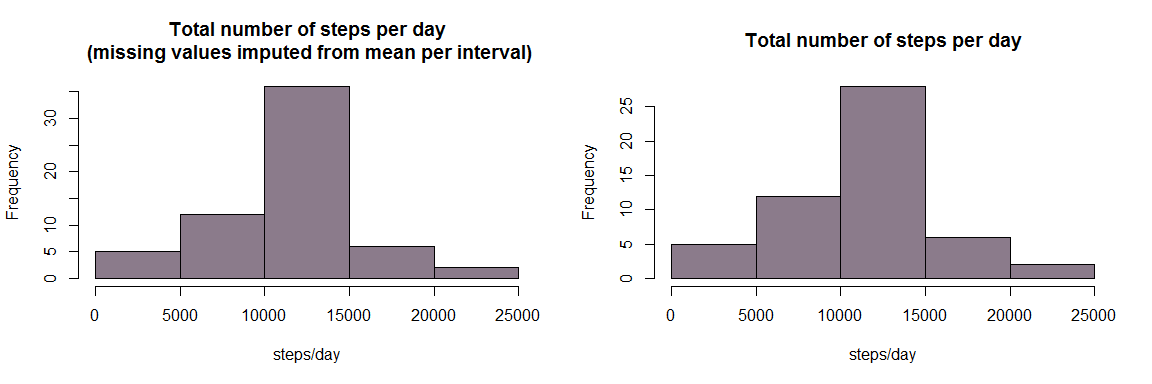 Total number of steps per day
(missing values imputed from mean per interval)
Frequency
30
20
10
5
0
0 5000 10000 15000 20000 25000
steps/day
Total number of steps per day
Frequency
25
20
15
10
5
0
0 5000 10000 15000 20000 25000
steps/day